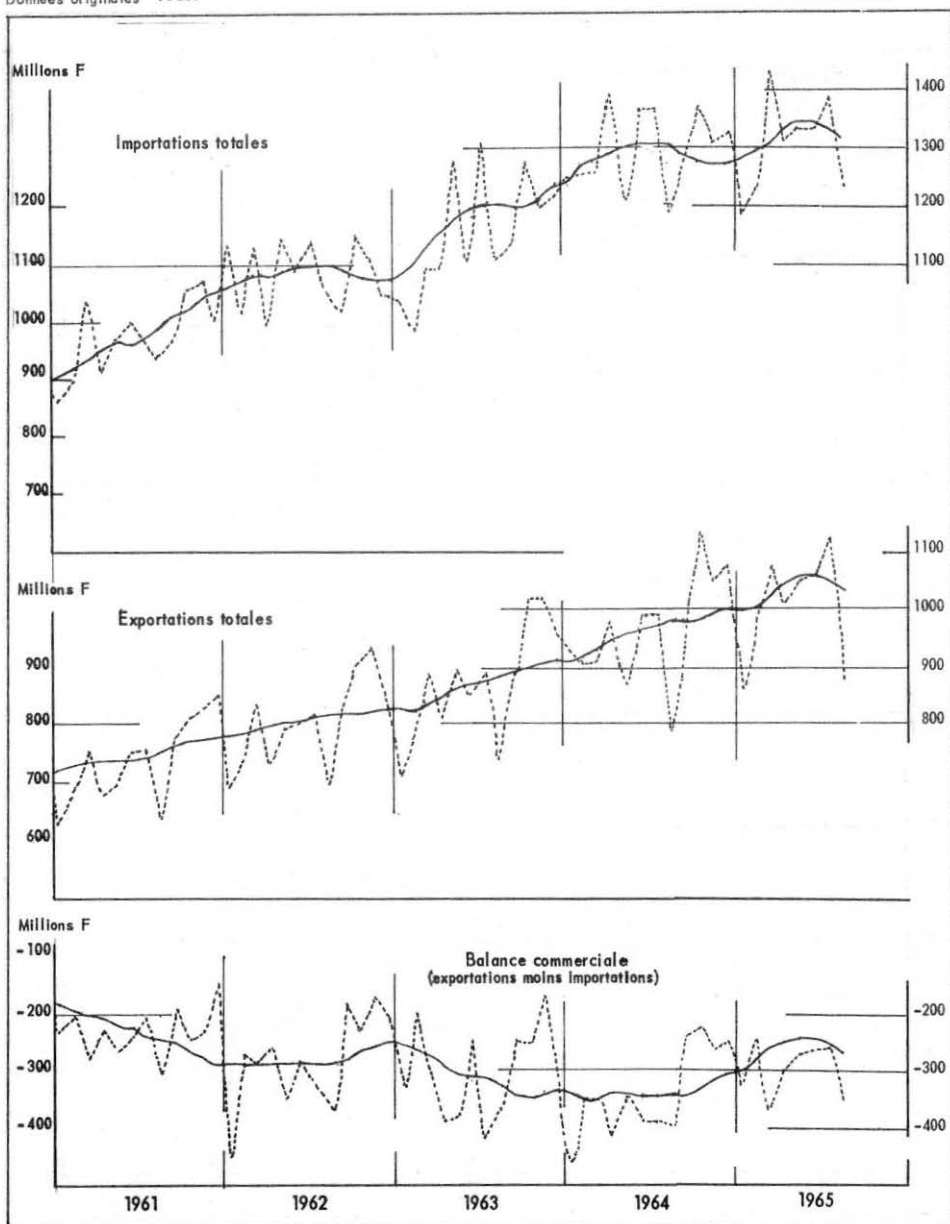 Données originales
Millions F
Importations totales
1400
1300
1200
1200
1100
1100
1000
900
800
700
Millions F
Exportations totales
1100
1000
900
900
800
800
700
600
Millions F
Balance commerciale
(exportations moins importations)
-100
-200
-200
-300
-300
-400
-400
1961 1962 1963 1964 1965